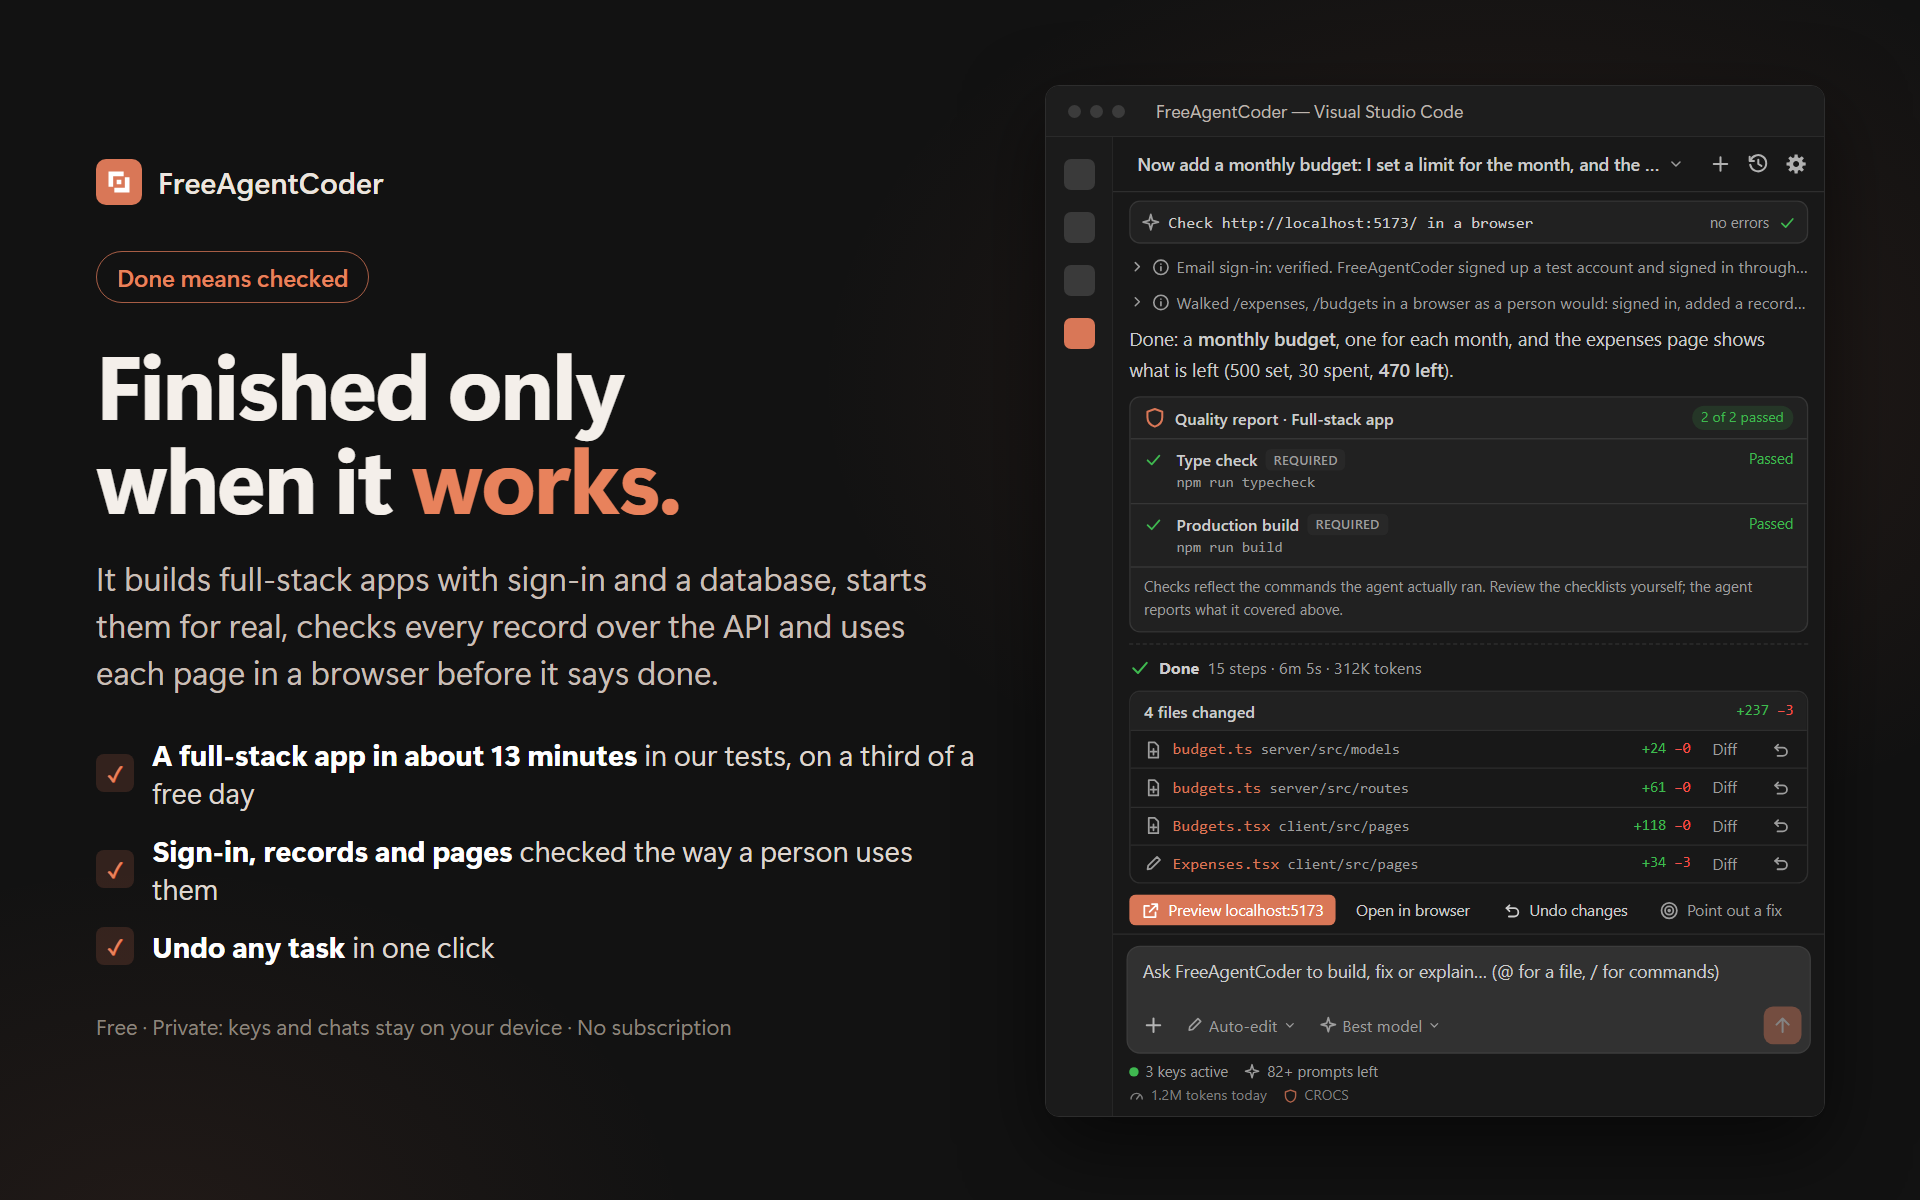 FreeAgentCoder
Done means checked
Finished only
when it works.
It builds full-stack apps with sign-in and a database, starts
them for real, checks every record over the API and uses
each page in a browser before it says done.
✓ A full-stack app in about 13 minutes in our tests, on a third of a
free day
✓ Sign-in, records and pages checked the way a person uses
them
✓ Undo any task in one click
Free · Private: keys and chats stay on your device · No subscription
FreeAgentCoder — Visual Studio Code
Now add a monthly budget: I set a limit for the month, and the ...
Check http://localhost:5173/ in a browser no errors
Email sign-in: verified. FreeAgentCoder signed up a test account and signed in through...
Walked /expenses, /budgets in a browser as a person would: signed in, added a record...
Done: a monthly budget, one for each month, and the expenses page shows
what is left (500 set, 30 spent, 470 left).
Quality report · Full-stack app 2 of 2 passed
Type check REQUIRED Passed
npm run typecheck
Production build REQUIRED Passed
npm run build
Checks reflect the commands the agent actually ran. Review the checklists yourself; the agent
reports what it covered above.
Done 15 steps · 6m 5s · 312K tokens
4 files changed +237 −3
budget.ts server/src/models +24 −0 Diff
budgets.ts server/src/routes +61 −0 Diff
Budgets.tsx client/src/pages +118 −0 Diff
Expenses.tsx client/src/pages +34 −3 Diff
Preview localhost:5173 Open in browser Undo changes Point out a fix
Ask FreeAgentCoder to build, fix or explain... (@ for a file, / for commands)
Auto-edit Best model
3 keys active 82+ prompts left
1.2M tokens today CROCS